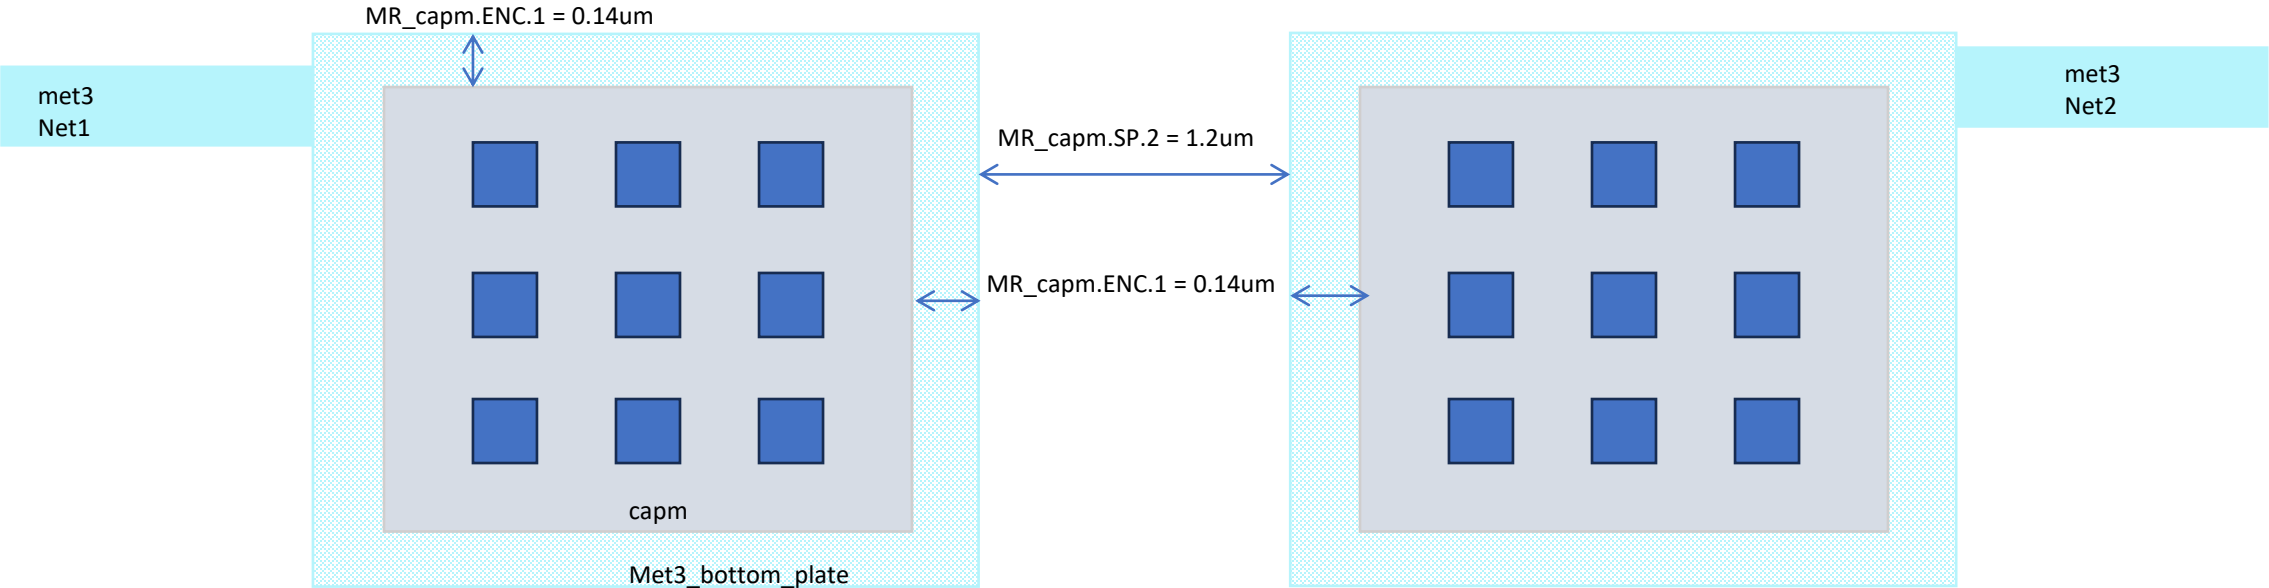 MR_capm.ENC.1 = 0.14um
met3
Net1
met3
Net2
MR_capm.SP.2 = 1.2um
MR_capm.ENC.1 = 0.14um
capm
Met3_bottom_plate